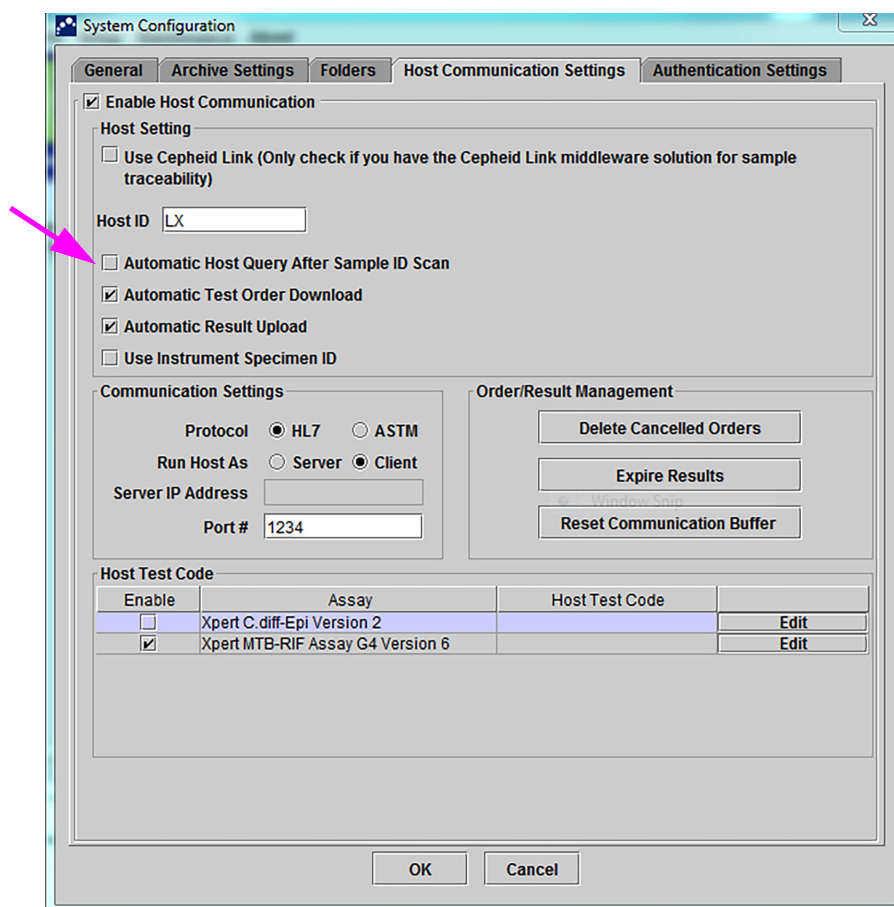 System Configuration
General Archive Settings Folders Host Communication Settings Authentication Settings
Enable Host Communication
Host Setting
Use Cepheid Link (Only check if you have the Cepheid Link middleware solution for sample
traceability)
Host ID LX
Automatic Host Query After Sample ID Scan
Automatic Test Order Download
Automatic Result Upload
Use Instrument Specimen ID
Communication Settings
Protocol HL7 ASTM
Run Host As Server Client
Server IP Address
Port # 1234
Order/Result Management
Delete Cancelled Orders
Expire Results
Window Snip
Reset Communication Buffer
Host Test Code
Enable Assay Host Test Code
Xpert C.diff-Epi Version 2 Edit
Xpert MTB-RIF Assay G4 Version 6 Edit
OK Cancel